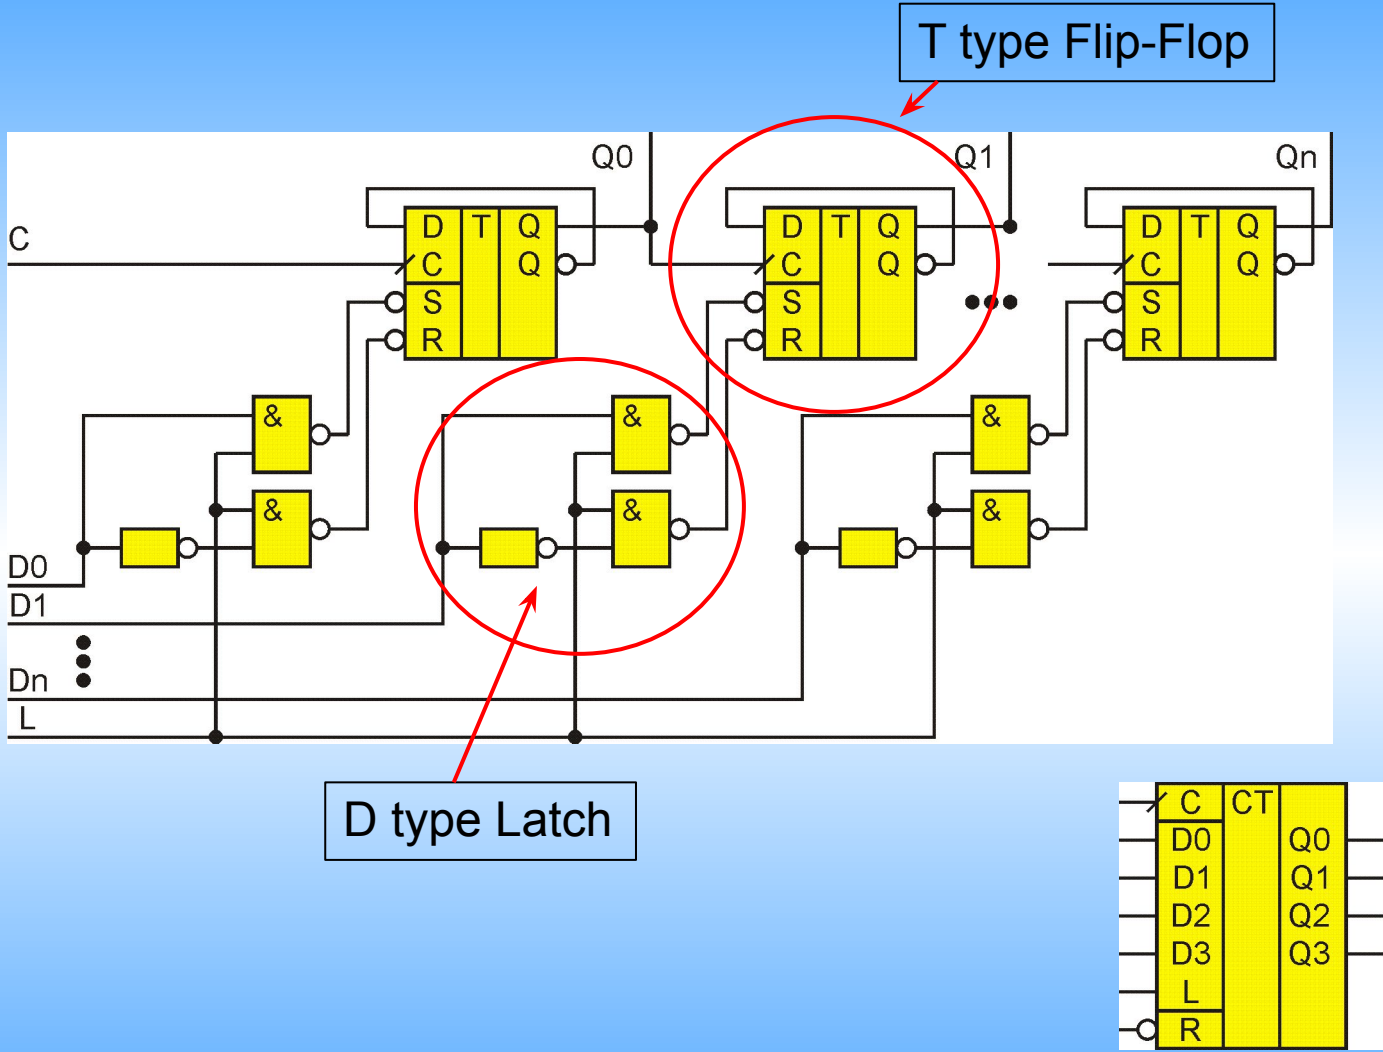 T type Flip-Flop
Q0 Q1 Qn
C
D T Q D T Q D T Q
C Q C Q C Q
S S S
R R R
& & &
& & &
D0
D1
Dn
L
D type Latch
C CT
D0 Q0
D1 Q1
D2 Q2
D3 Q3
L
R